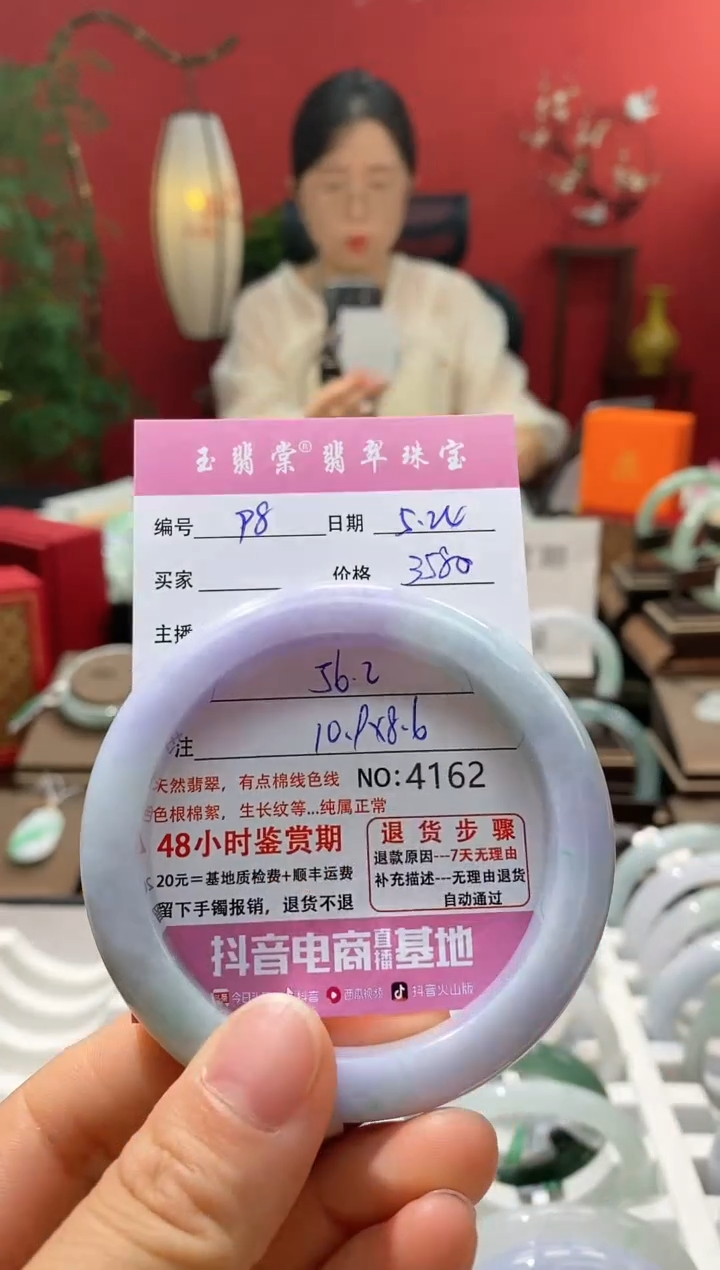 玉翡棠® 翡翠珠宝
编号 P8 日期 5.24
买家 价格 3580
主播
56.2
注 10.9x8.6
天然翡翠，有点棉线色线 NO:4162
色根棉絮，生长纹等...纯属正常
48小时鉴赏期
20元=基地质检费+顺丰运费
留下手镯报销，退货不退
退货步骤
退款原因---7天无理由
补充描述---无理由退货
自动通过
抖音电商直播基地
今日 抖音 西瓜视频 抖音火山版